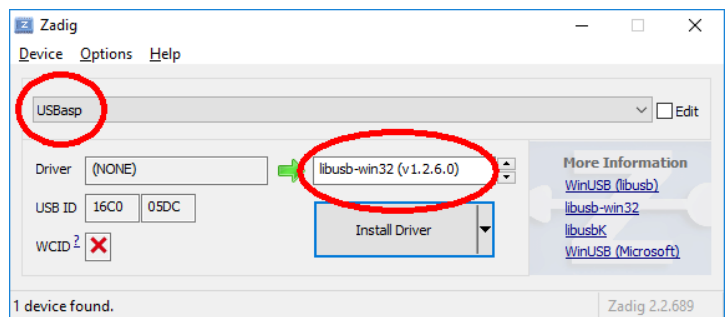 Zadig
Device Options Help
USBasp
Edit
Driver (NONE) libusb-win32 (v1.2.6.0)
USB ID 16C0 05DC
WCID ?
Install Driver
More Information
WinUSB (libusb)
libusb-win32
libusbK
WinUSB (Microsoft)
1 device found.
Zadig 2.2.689